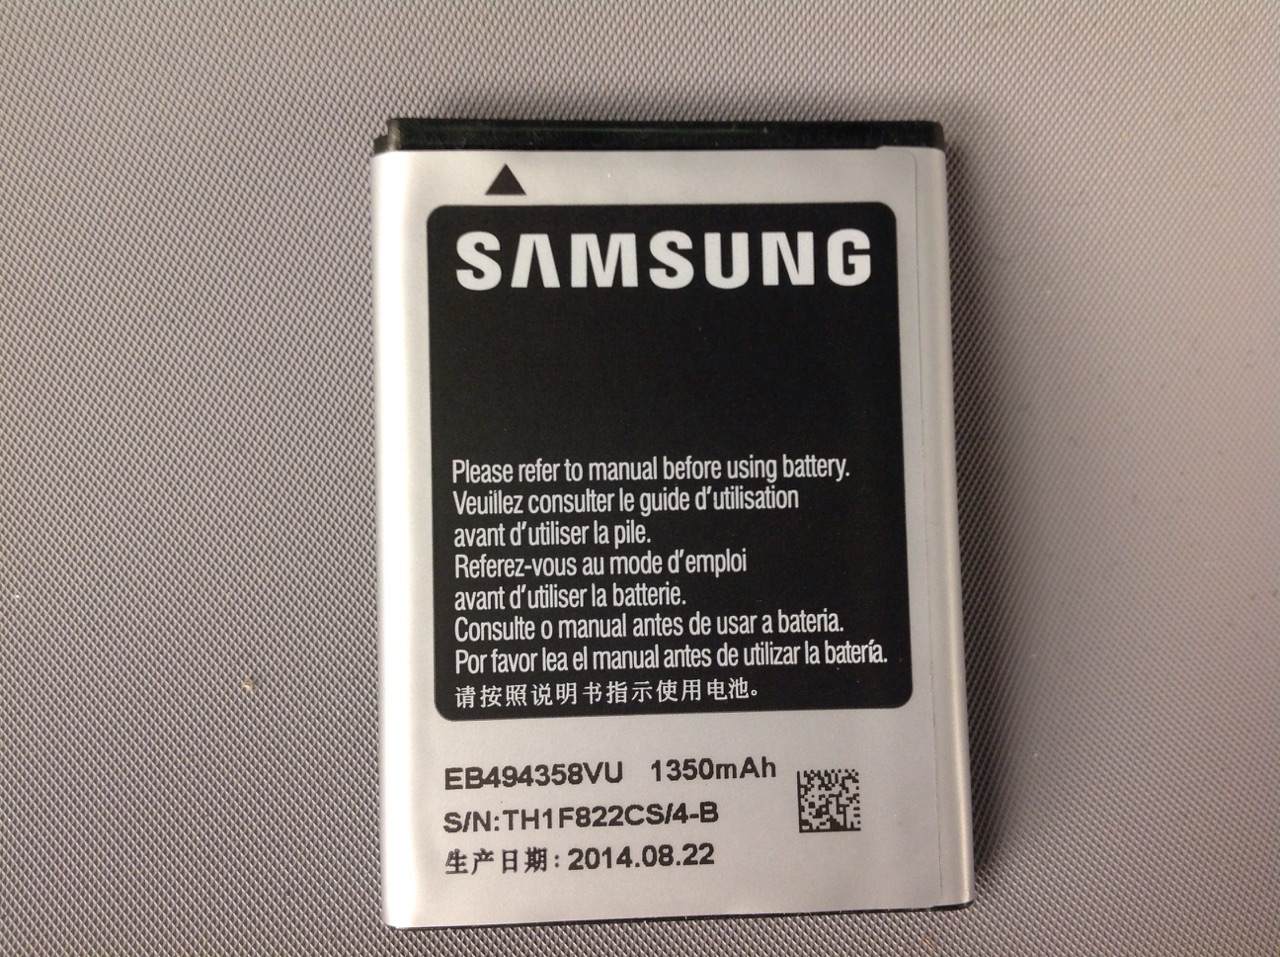 SAMSUNG
Please refer to manual before using battery.
Veuillez consulter le guide d'utilisation
avant d'utiliser la pile.
Referez-vous au mode d'emploi
avant d'utiliser la batterie.
Consulte o manual antes de usar a bateria.
Por favor lea el manual antes de utilizar la batería.
请按照说明书指示使用电池。
EB494358VU 1350mAh
S/N:TH1F822CS/4-B
生产日期: 2014.08.22